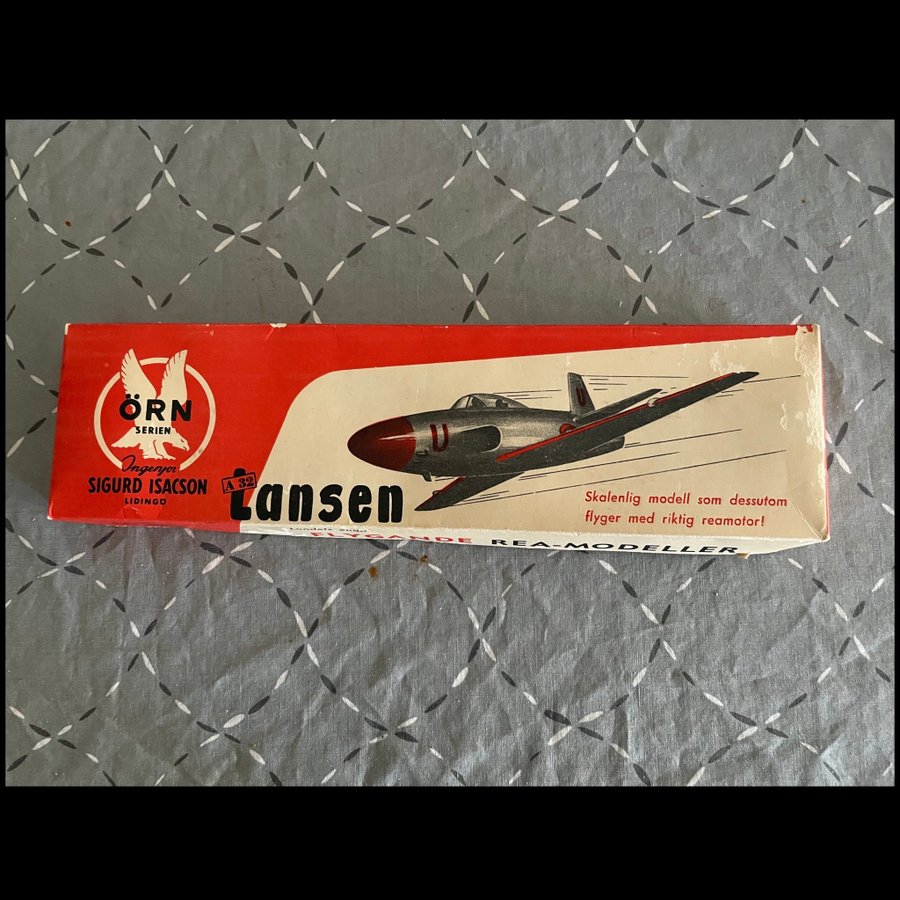 ÖRN
SERIEN
Ingenjör
SIGURD ISACSON
LIDINGÖ
A 32
Lansen
U
U
Skalenlig modell som dessutom
flyger med riktig reamotor!
FLYGANDE REA-MODELLER